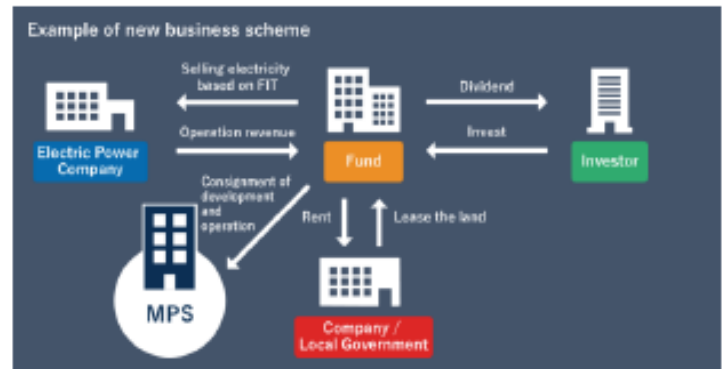 Example of new business scheme
Selling electricity
based on FIT
Dividend
Operation revenue
Invest
Electric Power
Company
Fund
Investor
Consignment of
development
and
operation
Rent
Lease the land
MPS
Company /
Local Government